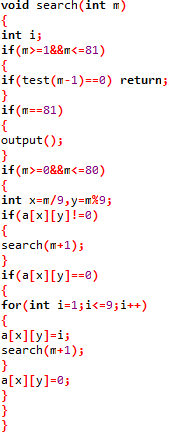 void search(int m)
{
int i;
if(m>=1&&m<=81)
{
if(test(m-1)==0) return;
}
if(m==81)
{
output();
}
if(m>=0&&m<=80)
{
int x=m/9,y=m%9;
if(a[x][y]!=0)
{
search(m+1);
}
if(a[x][y]==0)
{
for(int i=1;i<=9;i++)
{
a[x][y]=i;
search(m+1);
}
a[x][y]=0;
}
}
}